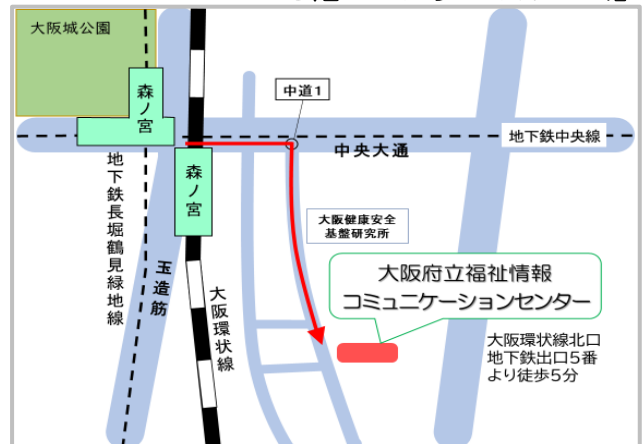 大阪城公園
森ノ宮
中道1
地下鉄中央線
中央大通
森ノ宮
地下鉄長堀鶴見緑地線
玉造筋
大阪環状線
大阪健康安全
基盤研究所
大阪府立福祉情報
コミュニケーションセンター
大阪環状線北口
地下鉄出口5番
より徒歩5分